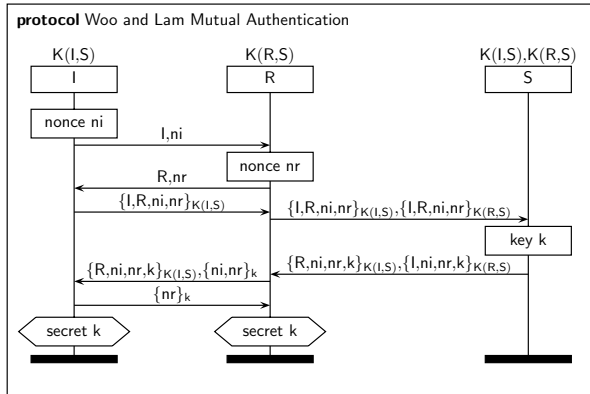 protocol Woo and Lam Mutual Authentication
K(I,S) K(R,S) K(I,S),K(R,S)
I R S
nonce ni
I,ni
nonce nr
R,nr
{I,R,ni,nr}K(I,S)
{I,R,ni,nr}K(I,S),{I,R,ni,nr}K(R,S)
key k
{R,ni,nr,k}K(I,S),{ni,nr}k
{R,ni,nr,k}K(I,S),{I,ni,nr,k}K(R,S)
{nr}k
secret k secret k